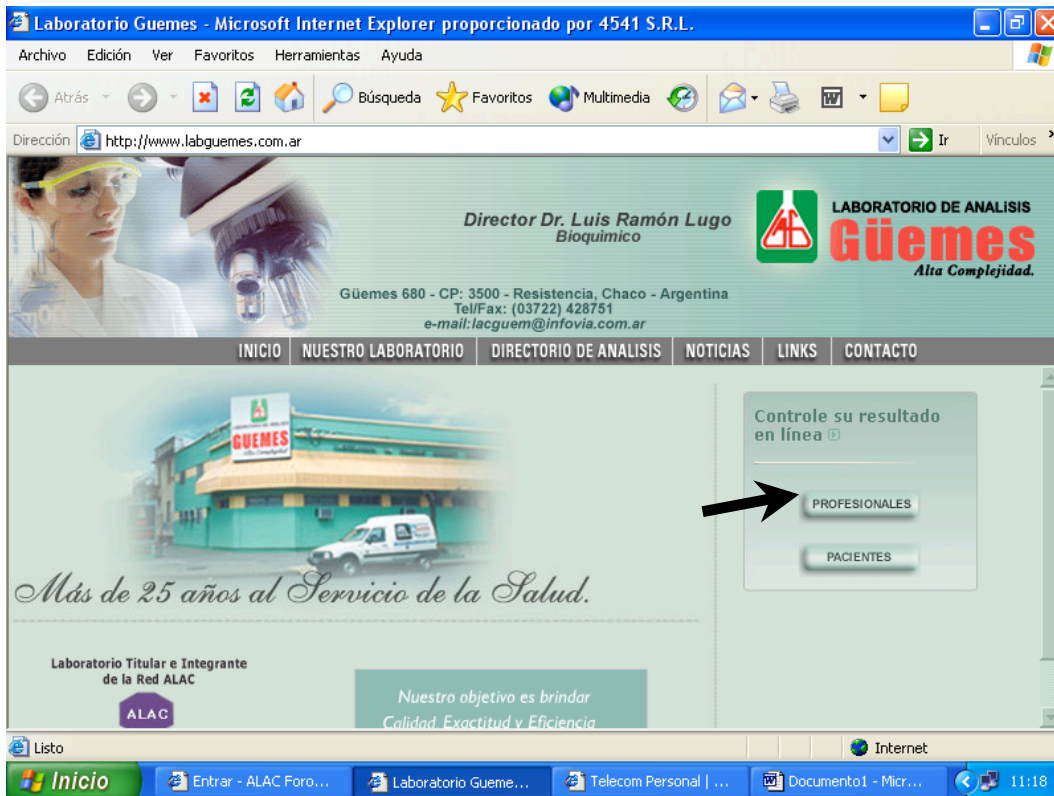 Laboratorio Guemes - Microsoft Internet Explorer proporcionado por 4541 S.R.L.
Archivo Edición Ver Favoritos Herramientas Ayuda
Atrás Búsqueda Favoritos Multimedia
Dirección http://www.labguemes.com.ar Ir Vínculos
Director Dr. Luis Ramón Lugo
Bioquìmico
LABORATORIO DE ANALISIS
Güemes
Alta Complejidad.
Güemes 680 - CP: 3500 - Resistencia, Chaco - Argentina
Tel/Fax: (03722) 428751
e-mail:lacguem@infovia.com.ar
INICIO NUESTRO LABORATORIO DIRECTORIO DE ANALISIS NOTICIAS LINKS CONTACTO
GUEMES
Controle su resultado
en línea
PROFESIONALES
PACIENTES
Más de 25 años al Servicio de la Salud.
Laboratorio Titular e Integrante
de la Red ALAC
ALAC
Nuestro objetivo es brindar
Calidad, Exactitud y Eficiencia
Listo Internet
Inicio Entrar - ALAC Foro... Laboratorio Gueme... Telecom Personal | ... Documento1 - Micr... 11:18